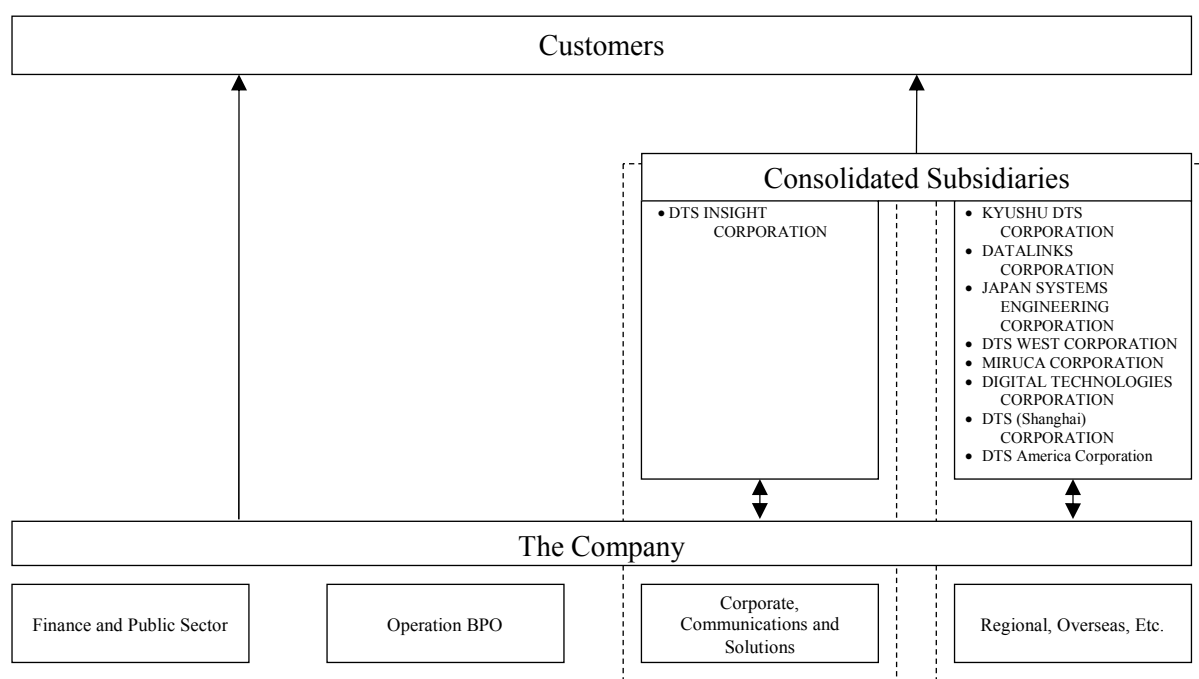 Customers
Consolidated Subsidiaries
• DTS INSIGHT
CORPORATION
• KYUSHU DTS
CORPORATION
• DATALINKS
CORPORATION
• JAPAN SYSTEMS
ENGINEERING
CORPORATION
• DTS WEST CORPORATION
• MIRUCA CORPORATION
• DIGITAL TECHNOLOGIES
CORPORATION
• DTS (Shanghai)
CORPORATION
• DTS America Corporation
The Company
Finance and Public Sector
Operation BPO
Corporate,
Communications and
Solutions
Regional, Overseas, Etc.